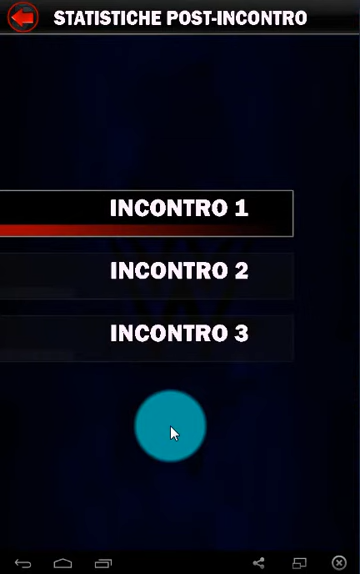 STATISTICHE POST-INCONTRO
INCONTRO 1
INCONTRO 2
INCONTRO 3